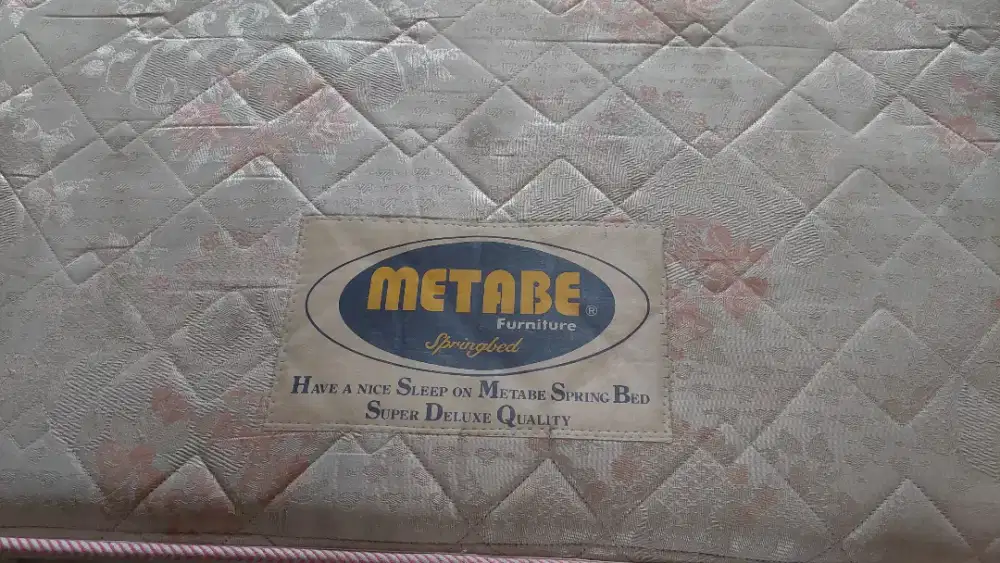 METABE ®
Furniture
Springbed
HAVE A NICE SLEEP ON METABE SPRING BED
SUPER DELUXE QUALITY